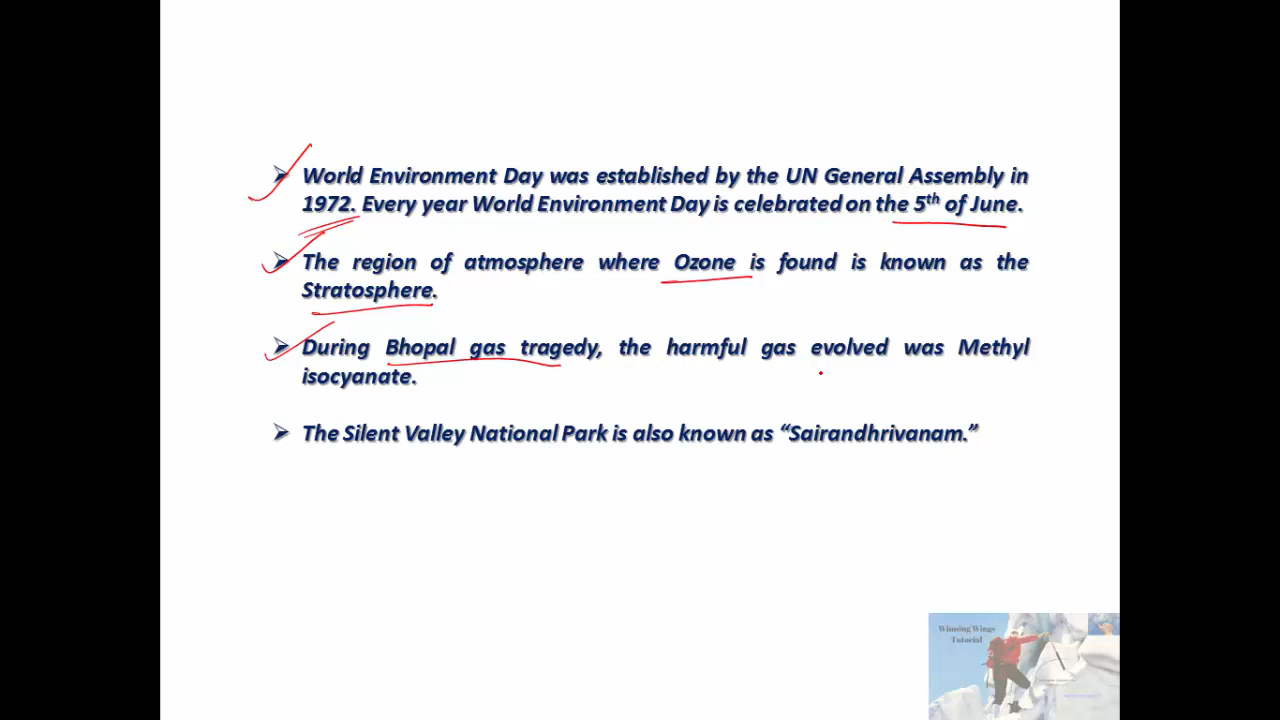 World Environment Day was established by the UN General Assembly in
1972. Every year World Environment Day is celebrated on the 5th of June.
The region of atmosphere where Ozone is found is known as the
Stratosphere.
During Bhopal gas tragedy, the harmful gas evolved was Methyl
isocyanate.
The Silent Valley National Park is also known as “Sairandhrivanam.”
Winning Wings
Tutorial